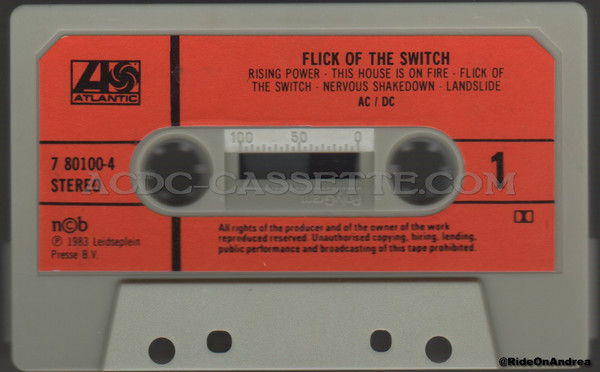 FLICK OF THE SWITCH
RISING POWER - THIS HOUSE IS ON FIRE - FLICK OF
THE SWITCH - NERVOUS SHAKEDOWN - LANDSLIDE
AC / DC
ATLANTIC
100 50 0
7 80100-4
STEREO
1
ACDC-CASSETTE.COM
n©b
℗ 1983 Leidseplein
Presse B.V.
All rights of the producer and of the owner of the work
reproduced reserved. Unauthorised copying, hiring, lending,
public performance and broadcasting of this tape prohibited.
@RideOnAndrea